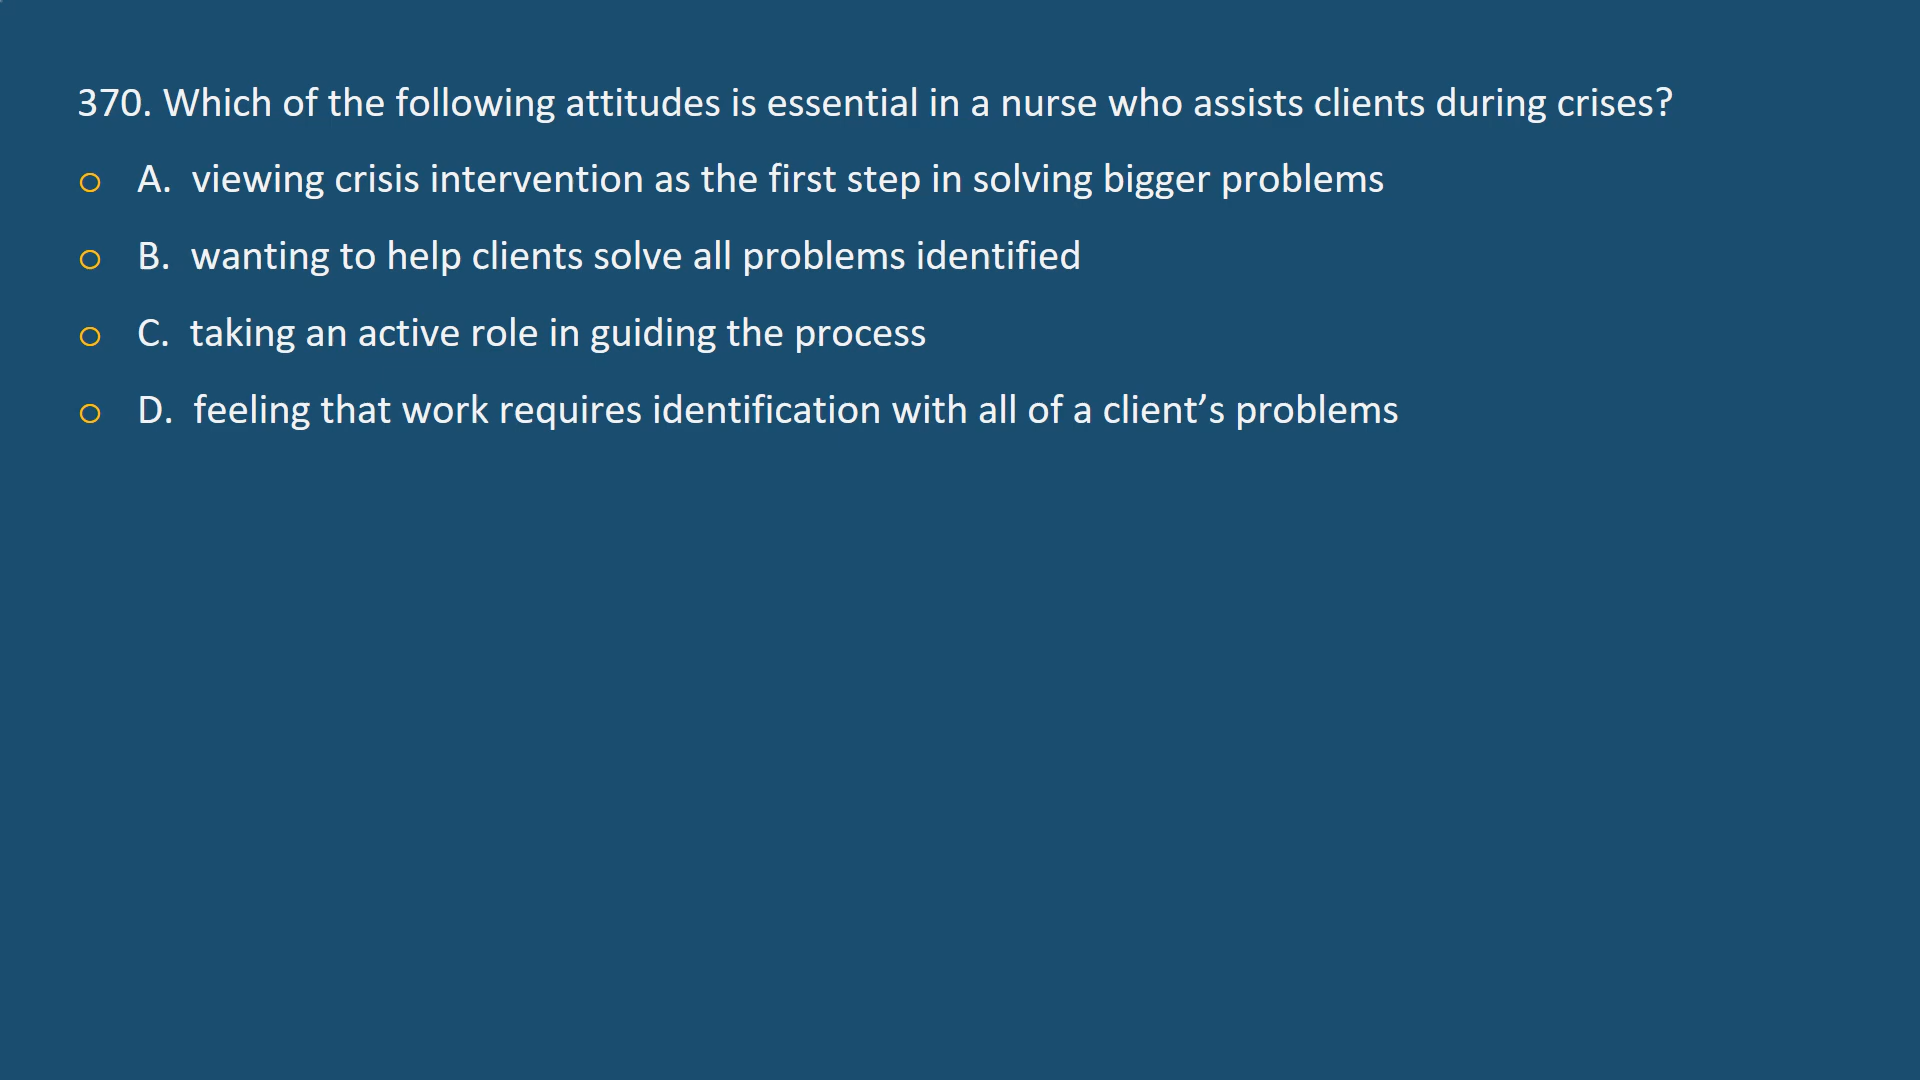 370. Which of the following attitudes is essential in a nurse who assists clients during crises?
o A. viewing crisis intervention as the first step in solving bigger problems
o B. wanting to help clients solve all problems identified
o C. taking an active role in guiding the process
o D. feeling that work requires identification with all of a client’s problems